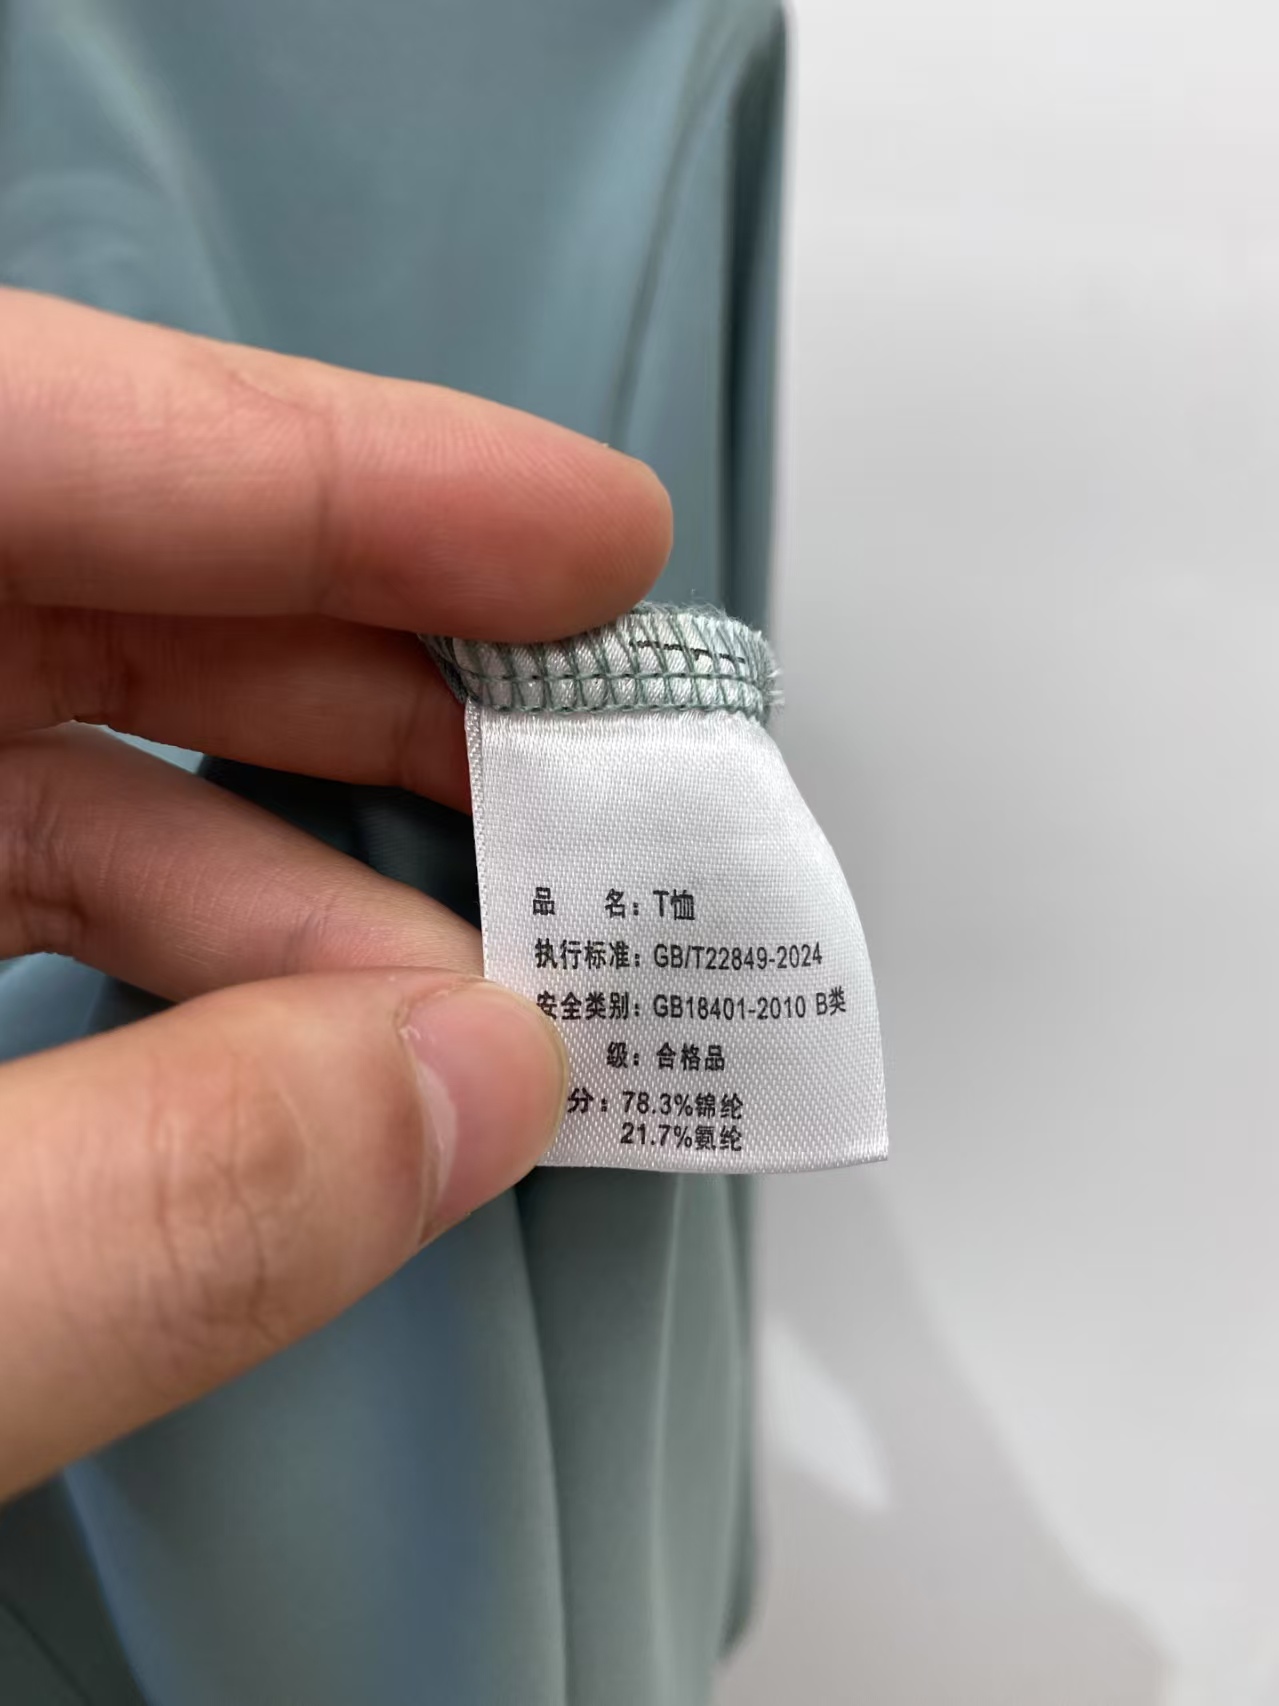 品 名：T恤
执行标准：GB/T22849-2024
安全类别：GB18401-2010 B类
级：合格品
分：78.3%锦纶
21.7%氨纶